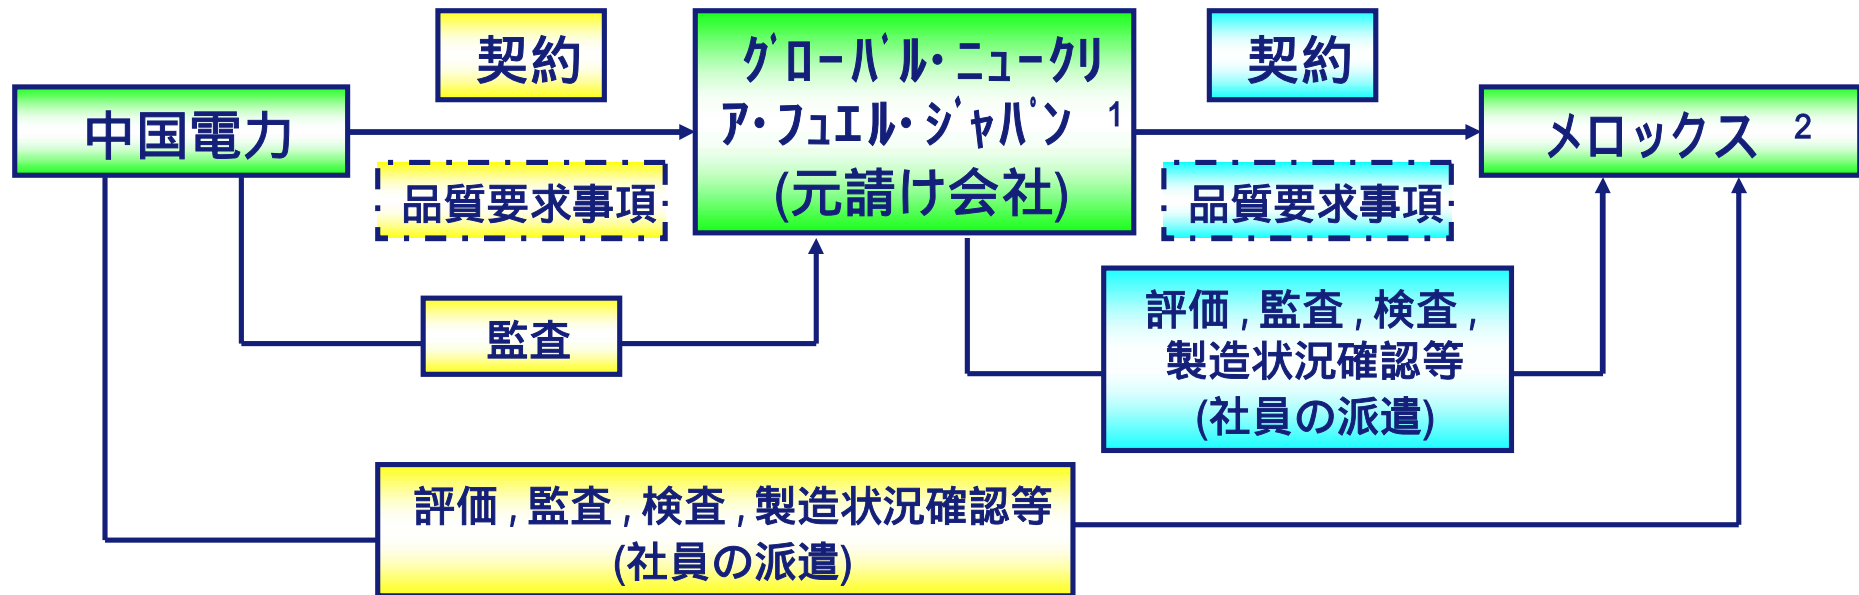 契約
ｸﾞﾛｰﾊﾞﾙ・ﾆｭｰｸﾘ
ｱ・ﾌｭｴﾙ・ｼﾞｬﾊﾟﾝ 1
(元請け会社)
契約
中国電力
メロックス 2
品質要求事項
品質要求事項
監査
評価,監査,検査,
製造状況確認等
(社員の派遣)
評価,監査,検査,製造状況確認等
(社員の派遣)